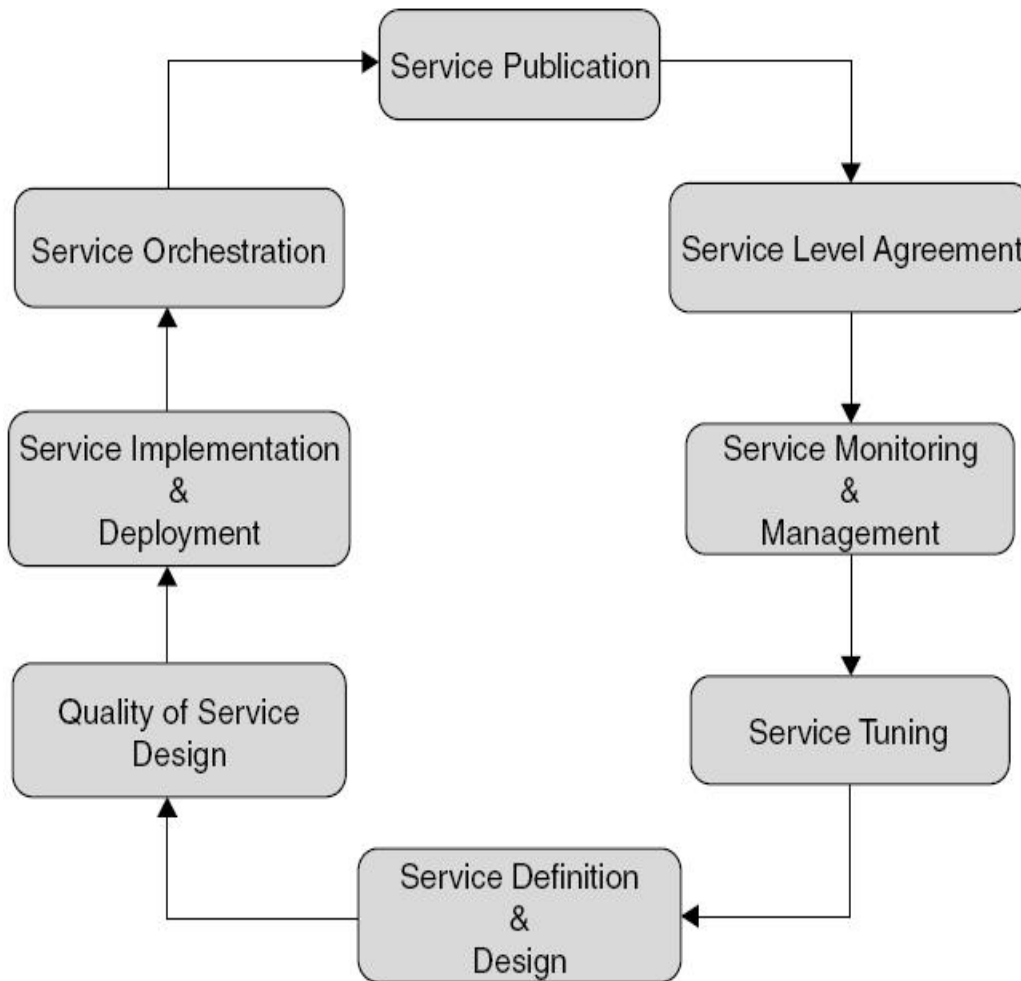 Service Publication
Service Orchestration
Service Level Agreement
Service Implementation
&
Deployment
Service Monitoring
&
Management
Quality of Service
Design
Service Tuning
Service Definition
&
Design